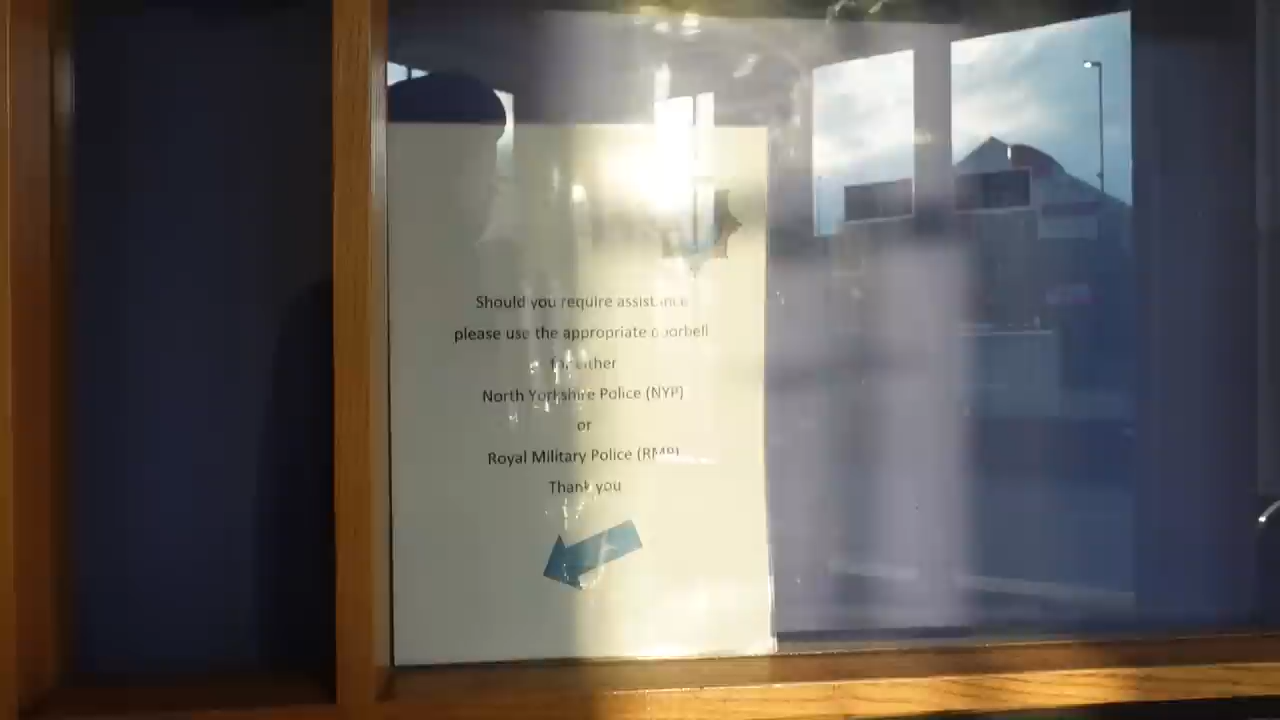 Should you require assistance
please use the appropriate doorbell
for either
North Yorkshire Police (NYP)
or
Royal Military Police (RMP)
Thank you